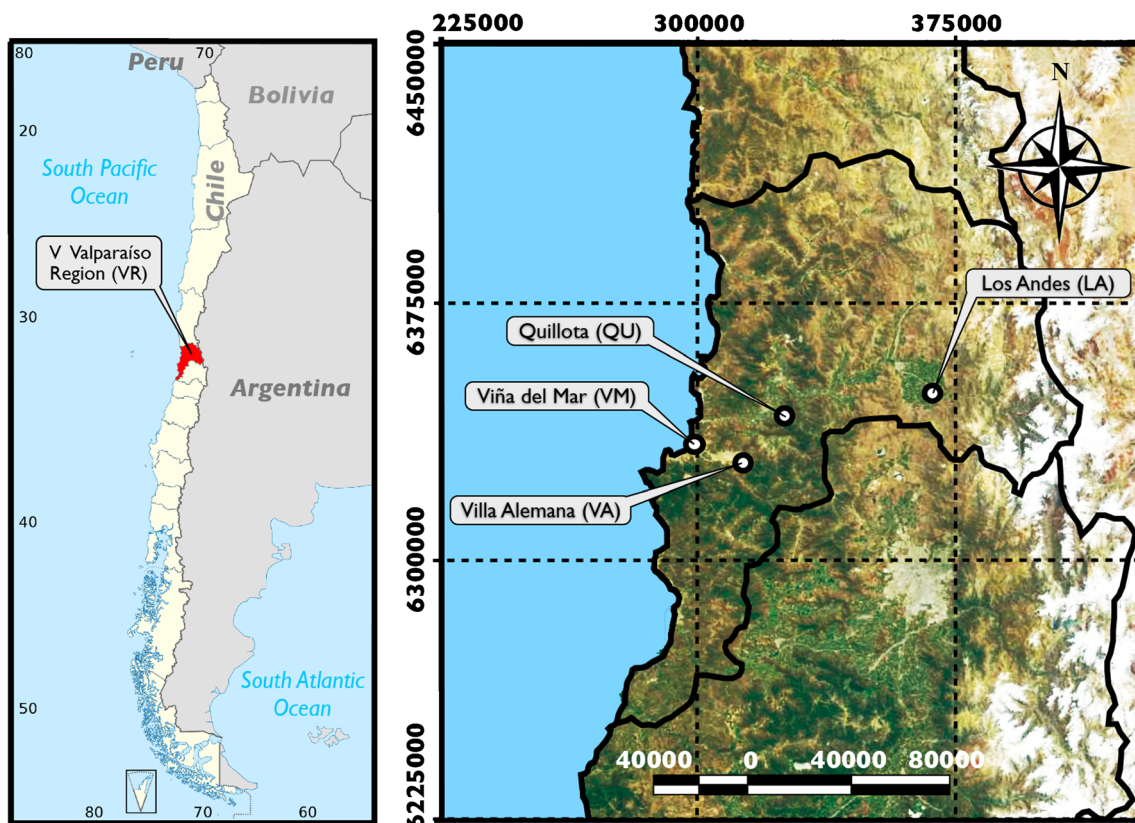 80
70
Peru
Bolivia
20
South Pacific
Ocean
Chile
V Valparaíso
Region (VR)
30
Argentina
40
50
South Atlantic
Ocean
80
70
60
225000
300000
375000
6450000
N
6375000
Los Andes (LA)
Quillota (QU)
Viña del Mar (VM)
Villa Alemana (VA)
6300000
40000 0 40000 80000
6225000